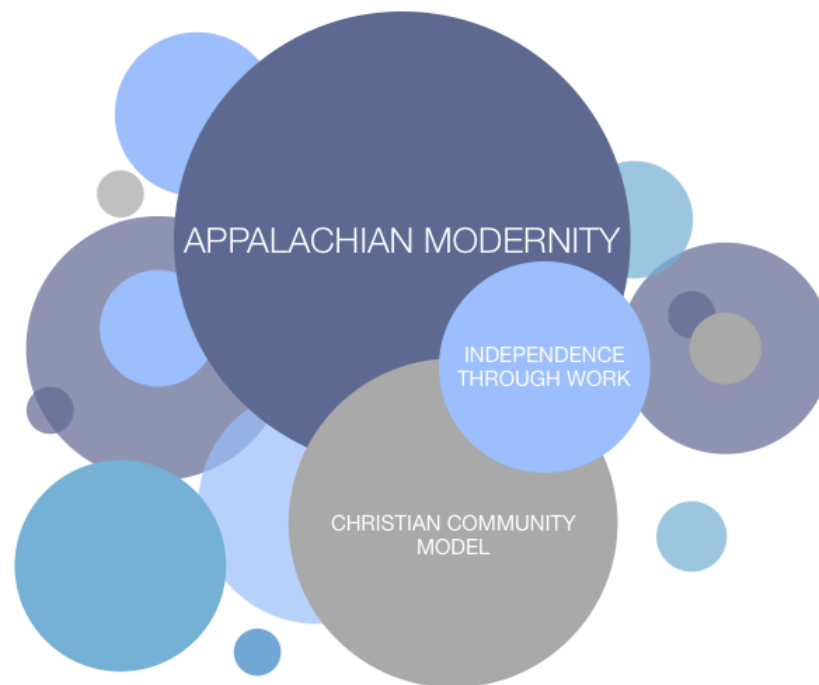 APPALACHIAN MODERNITY
INDEPENDENCE
THROUGH WORK
CHRISTIAN COMMUNITY
MODEL